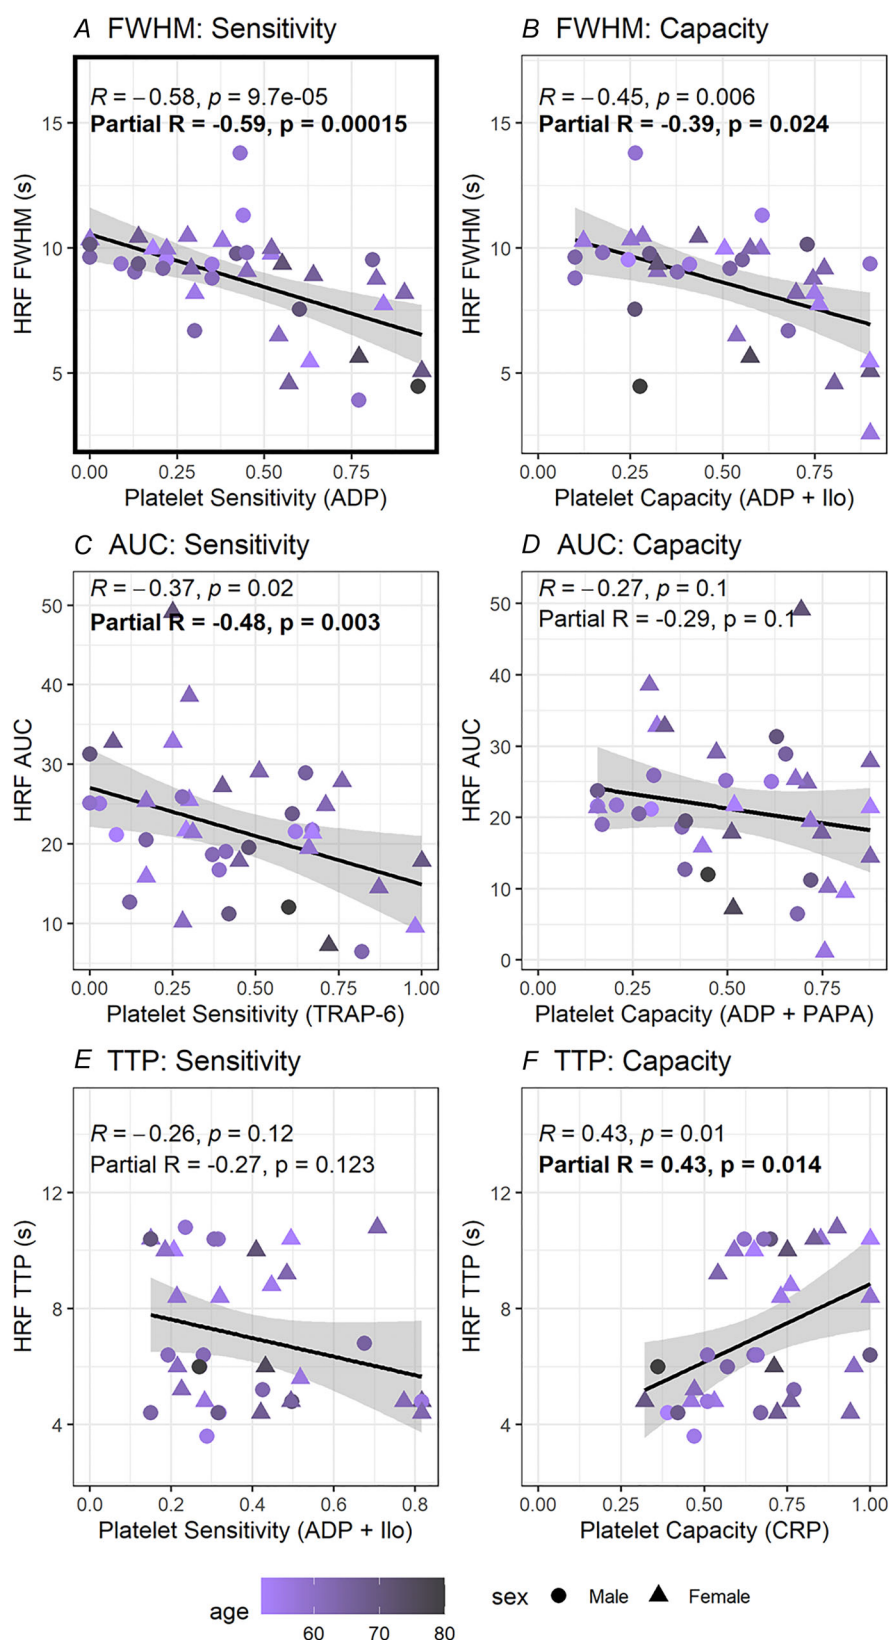 A FWHM: Sensitivity
R = −0.58, p = 9.7e-05
Partial R = -0.59, p = 0.00015
HRF FWHM (s)
15
10
5
0.00 0.25 0.50 0.75
Platelet Sensitivity (ADP)
B FWHM: Capacity
R = −0.45, p = 0.006
Partial R = -0.39, p = 0.024
HRF FWHM (s)
15
10
5
0.00 0.25 0.50 0.75
Platelet Capacity (ADP + Ilo)
C AUC: Sensitivity
R = −0.37, p = 0.02
Partial R = -0.48, p = 0.003
HRF AUC
50
40
30
20
10
0.00 0.25 0.50 0.75 1.00
Platelet Sensitivity (TRAP-6)
D AUC: Capacity
R = −0.27, p = 0.1
Partial R = -0.29, p = 0.1
HRF AUC
50
40
30
20
10
0
0.00 0.25 0.50 0.75
Platelet Capacity (ADP + PAPA)
E TTP: Sensitivity
R = −0.26, p = 0.12
Partial R = -0.27, p = 0.123
HRF TTP (s)
12
8
4
0.0 0.2 0.4 0.6 0.8
Platelet Sensitivity (ADP + Ilo)
F TTP: Capacity
R = 0.43, p = 0.01
Partial R = 0.43, p = 0.014
HRF TTP (s)
12
8
4
0.00 0.25 0.50 0.75 1.00
Platelet Capacity (CRP)
age
60 70 80
sex Male Female